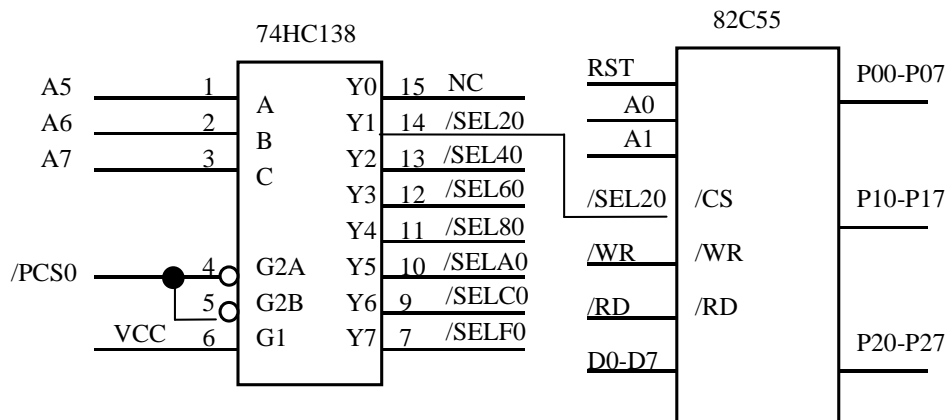 74HC138
82C55
A5 1 A Y0 15 NC
A6 2 B Y1 14 /SEL20
A7 3 C Y2 13 /SEL40
Y3 12 /SEL60
Y4 11 /SEL80
/PCS0 4 G2A Y5 10 /SELA0
5 G2B Y6 9 /SELC0
VCC 6 G1 Y7 7 /SELF0
RST P00-P07
A0
A1
/SEL20 /CS P10-P17
/WR /WR
/RD /RD
D0-D7 P20-P27